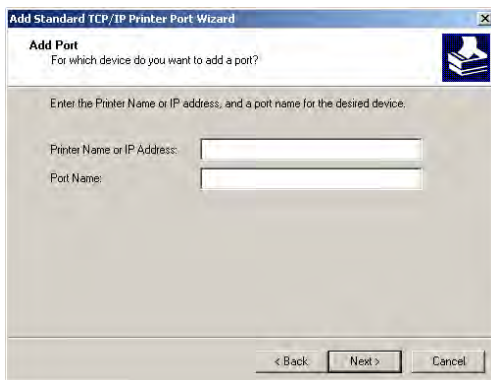 Add Standard TCP/IP Printer Port Wizard
Add Port
For which device do you want to add a port?
Enter the Printer Name or IP address, and a port name for the desired device.
Printer Name or IP Address:
Port Name:
< Back
Next >
Cancel